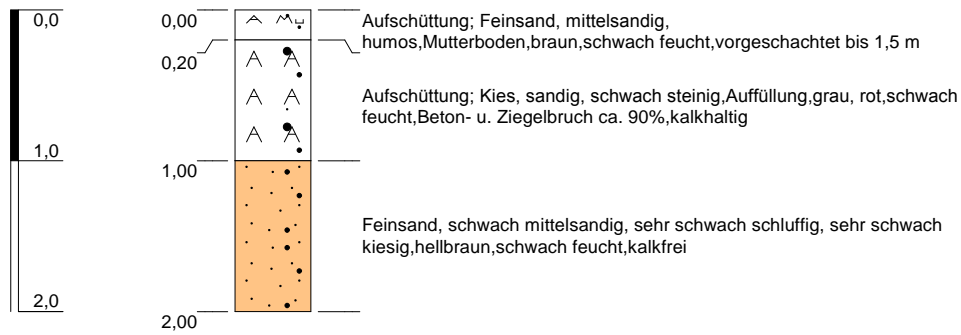 0,0
0,00
Aufschüttung; Feinsand, mittelsandig,
humos,Mutterboden,braun,schwach feucht,vorgeschachtet bis 1,5 m
0,20
Aufschüttung; Kies, sandig, schwach steinig,Auffüllung,grau, rot,schwach
feucht,Beton- u. Ziegelbruch ca. 90%,kalkhaltig
1,0
1,00
Feinsand, schwach mittelsandig, sehr schwach schluffig, sehr schwach
kiesig,hellbraun,schwach feucht,kalkfrei
2,0
2,00